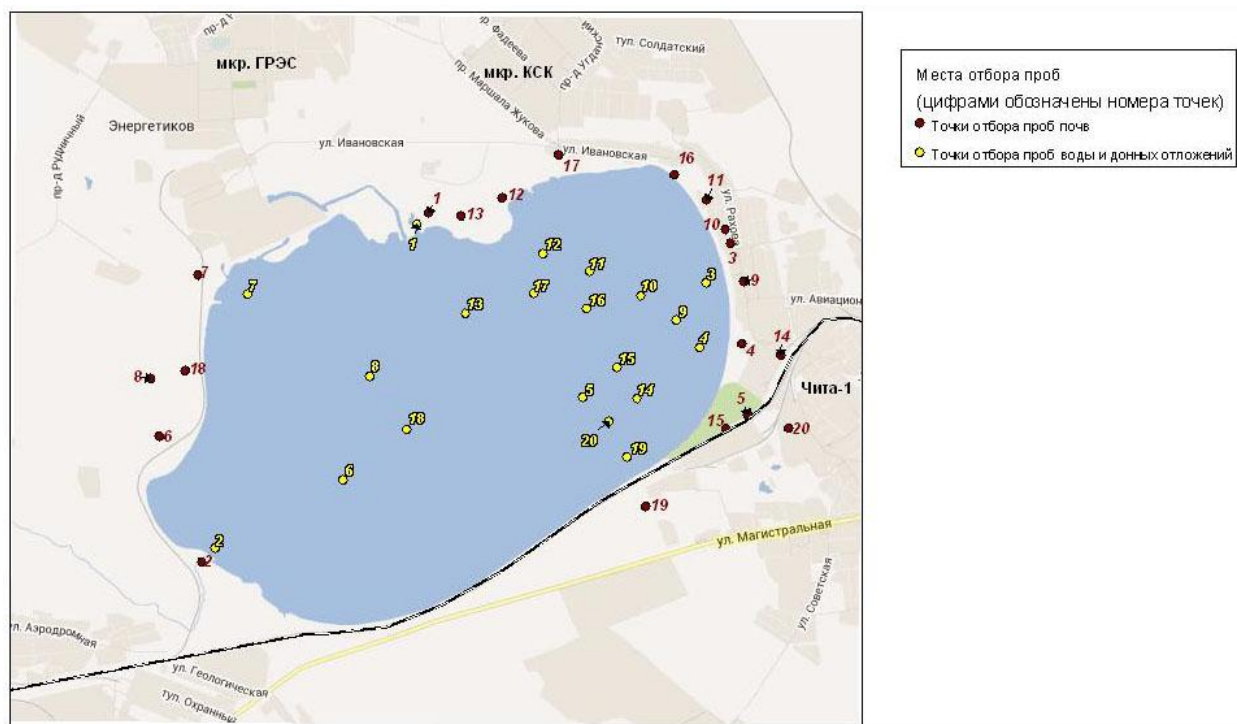 пр-д У
мкр. ГРЭС
р. Фадеева
пр-д Угданский
туп. Солдатский
мкр. КСК
пр. Маршала Жукова
Энергетиков
пр-д Рудничный
ул. Ивановская
ул. Ивановская
17
16
11
ул. Рахова
1
13
12
10
3
1
12
11
7
7
17
16
10
3
9
ул. Авиацион
13
9
4
4
14
8
18
8
15
Чита-1
5
14
5
18
20
15
20
6
19
6
19
ул. Магистральная
2
2
ул. Советская
ул. Аэродромная
ул. Геологическая
туп. Охранный
Места отбора проб
(цифрами обозначены номера точек)
Точки отбора проб почв
Точки отбора проб воды и донных отложений